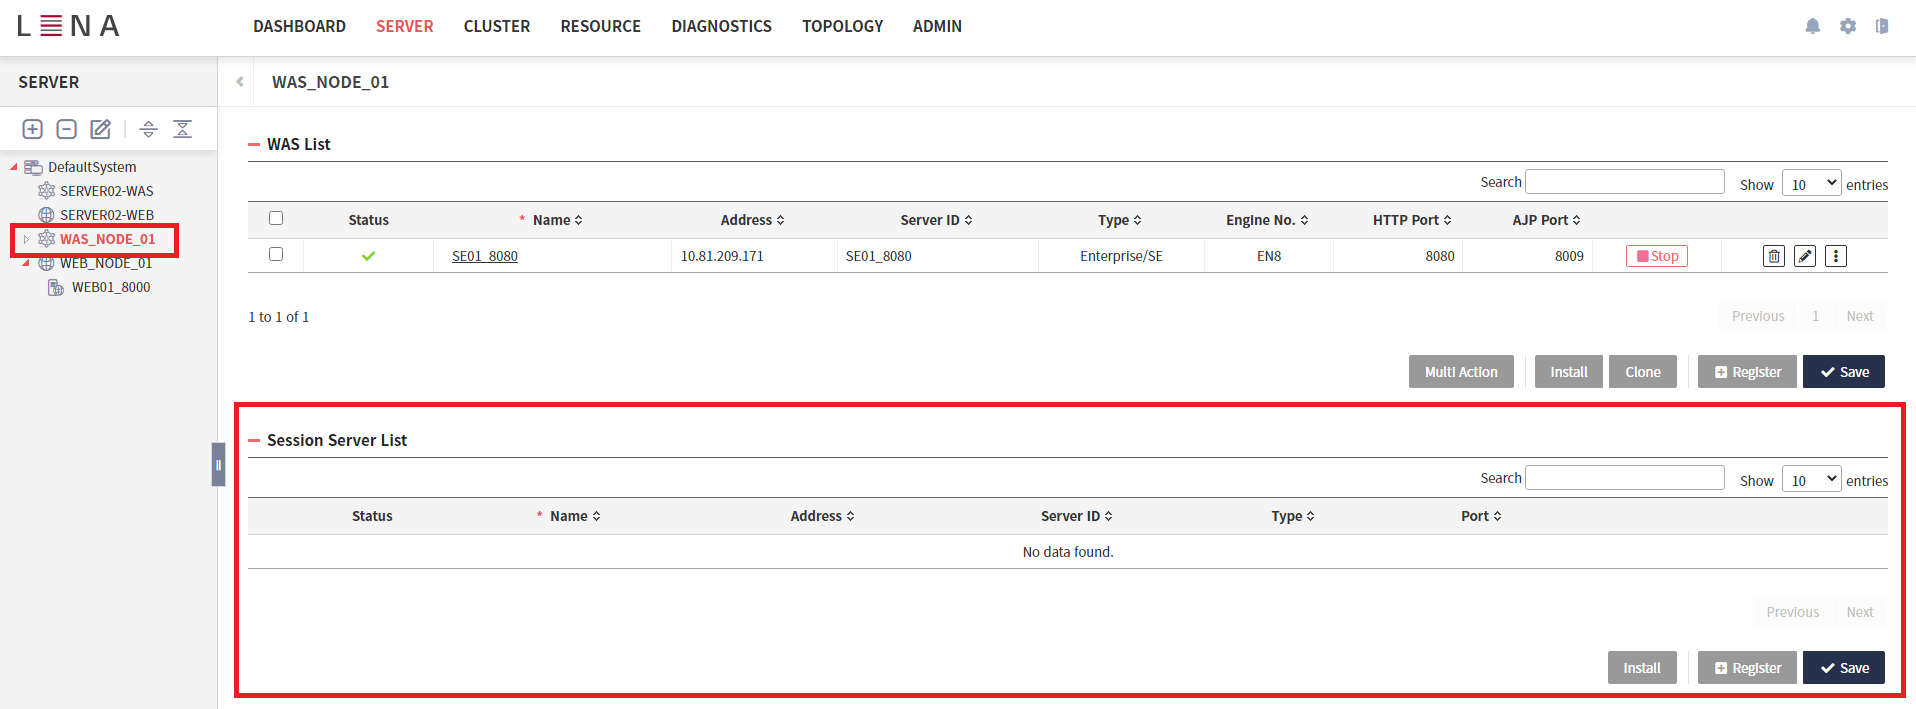 LENA DASHBOARD SERVER CLUSTER RESOURCE DIAGNOSTICS TOPOLOGY ADMIN
SERVER
WAS_NODE_01
DefaultSystem
SERVER02-WAS
SERVER02-WEB
WAS_NODE_01
WEB_NODE_01
WEB01_8000
WAS List
Search Show 10 entries
Status * Name Address Server ID Type Engine No. HTTP Port AJP Port
SE01_8080 10.81.209.171 SE01_8080 Enterprise/SE EN8 8080 8009 Stop
1 to 1 of 1 Previous 1 Next
Multi Action Install Clone Register Save
Session Server List
Search Show 10 entries
Status * Name Address Server ID Type Port
No data found.
Previous Next
Install Register Save